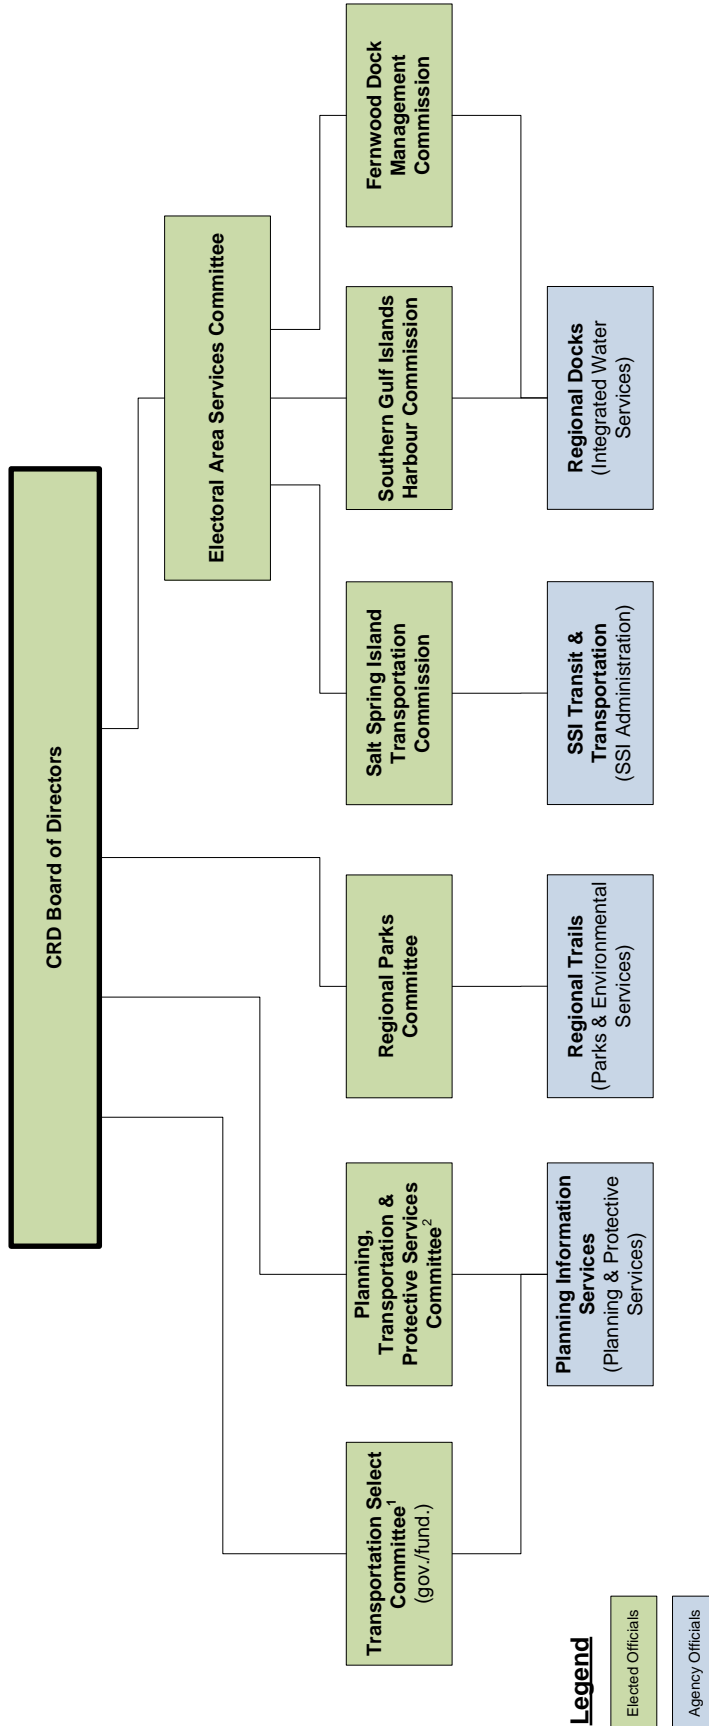 CRD Board of Directors
Electoral Area Services Committee
Transportation Select
Committee1
(gov./fund.)
Planning,
Transportation &
Protective Services
Committee2
Regional Parks
Committee
Salt Spring Island
Transportation
Commission
Southern Gulf Islands
Harbour Commission
Fernwood Dock
Management
Commission
Planning Information
Services
(Planning & Protective
Services)
Regional Trails
(Parks & Environmental
Services)
SSI Transit &
Transportation
(SSI Administration)
Regional Docks
(Integrated Water
Services)
Legend
Elected Officials
Agency Officials